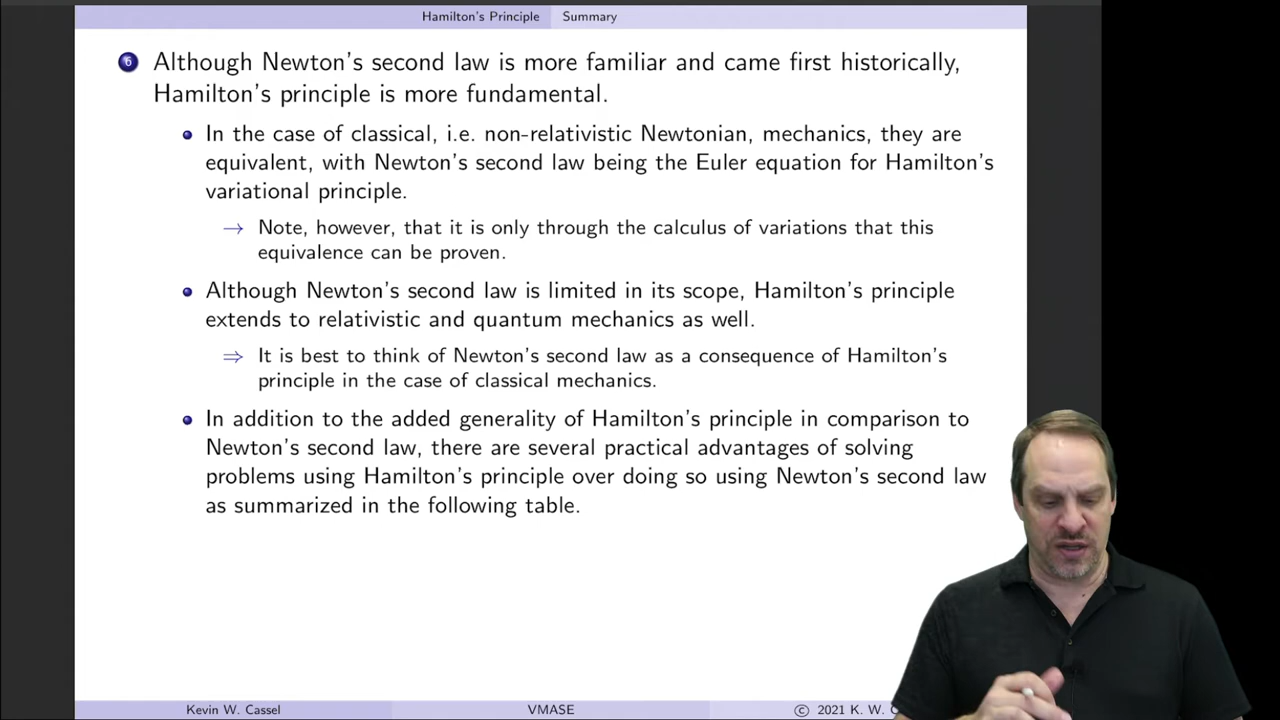 Hamilton's Principle Summary
6 Although Newton's second law is more familiar and came first historically,
Hamilton's principle is more fundamental.
• In the case of classical, i.e. non-relativistic Newtonian, mechanics, they are
equivalent, with Newton's second law being the Euler equation for Hamilton's
variational principle.
→ Note, however, that it is only through the calculus of variations that this
equivalence can be proven.
• Although Newton's second law is limited in its scope, Hamilton's principle
extends to relativistic and quantum mechanics as well.
⇒ It is best to think of Newton's second law as a consequence of Hamilton's
principle in the case of classical mechanics.
• In addition to the added generality of Hamilton's principle in comparison to
Newton's second law, there are several practical advantages of solving
problems using Hamilton's principle over doing so using Newton's second law
as summarized in the following table.
Kevin W. Cassel VMASE © 2021 K. W.